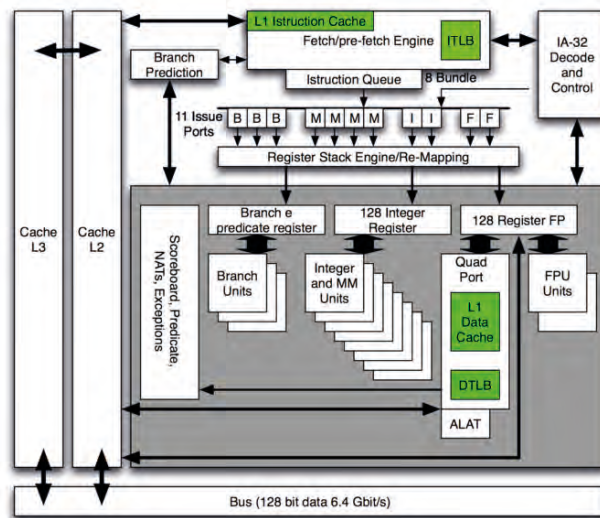 L1 Istruction Cache
Fetch/pre-fetch Engine
ITLB
IA-32
Decode
and
Control
Branch
Prediction
Istruction Queue
8 Bundle
11 Issue
Ports
B B B M M M M I I F F
Register Stack Engine/Re-Mapping
Cache
L3
Cache
L2
Scoreboard, Predicate,
NATs, Exceptions
Branch e
predicate register
128 Integer
Register
128 Register FP
Branch
Units
Integer
and MM
Units
Quad
Port
FPU
Units
L1
Data
Cache
DTLB
ALAT
Bus (128 bit data 6.4 Gbit/s)